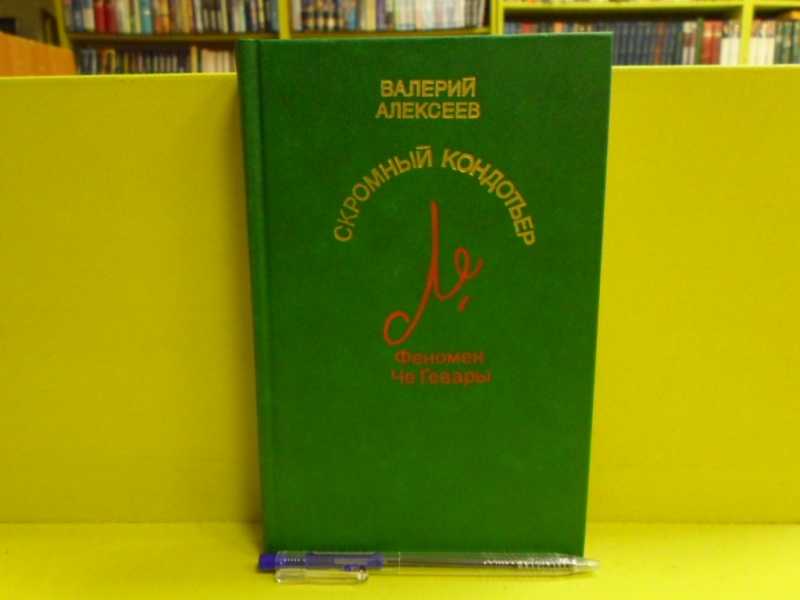 ВАЛЕРИЙ
АЛЕКСЕЕВ
СКРОМНЫЙ КОНДОТЬЕР
Феномен
Че Гевары